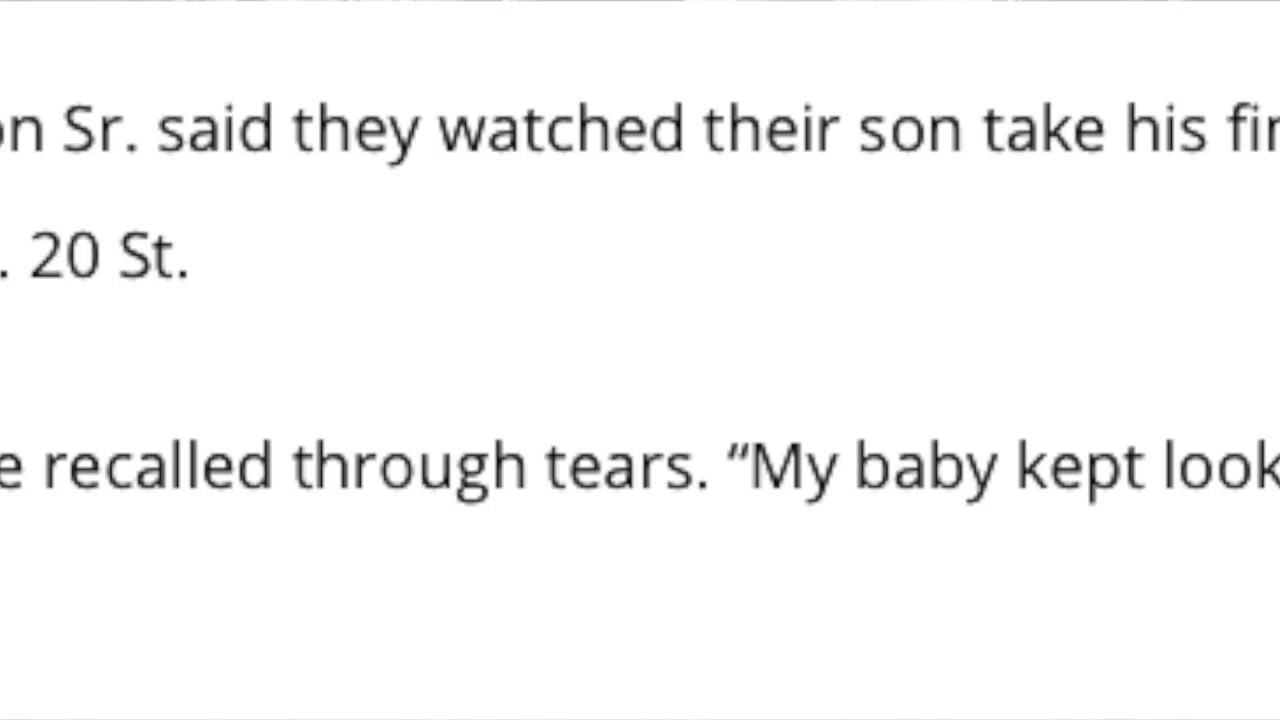 on Sr. said they watched their son take his fir
. 20 St.
e recalled through tears. “My baby kept look